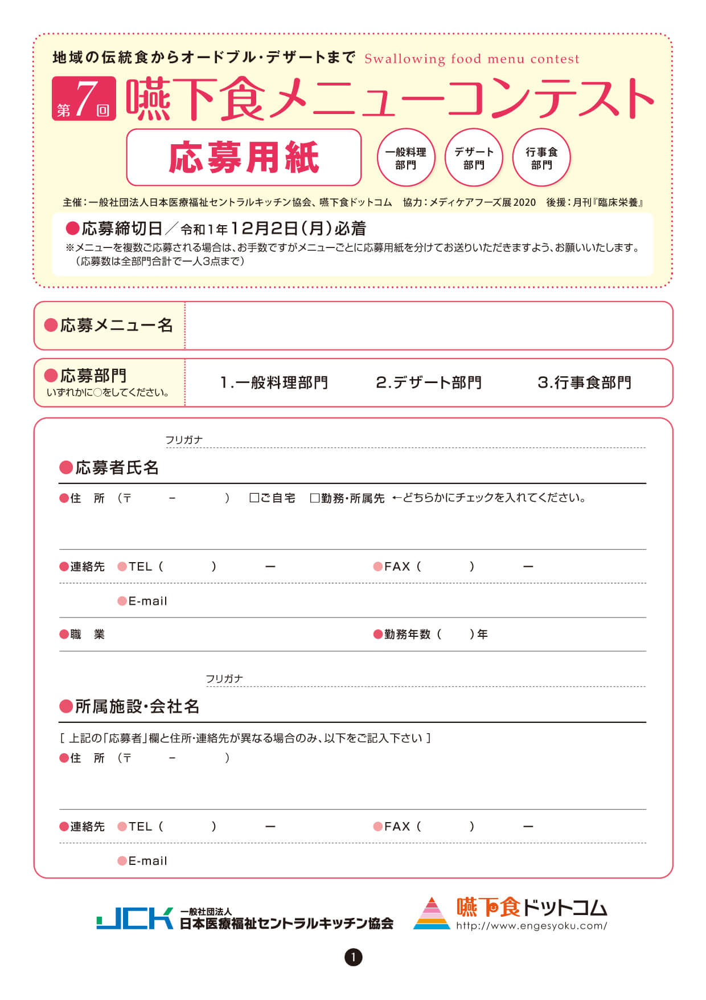 地域の伝統食からオードブル・デザートまで Swallowing food menu contest
第7回 嚥下食メニューコンテスト
応募用紙
一般料理部門
デザート部門
行事食部門
主催：一般社団法人日本医療福祉セントラルキッチン協会、嚥下食ドットコム　協力：メディケアフーズ展2020　後援：月刊『臨床栄養』
●応募締切日／令和1年12月2日（月）必着
※メニューを複数ご応募される場合は、お手数ですがメニューごとに応募用紙を分けてお送りいただきますよう、お願いいたします。
（応募数は全部門合計で一人3点まで）
●応募メニュー名
●応募部門
いずれかに○をしてください。
1.一般料理部門　2.デザート部門　3.行事食部門
フリガナ
●応募者氏名
●住　所　（〒　　　－　　　　）　□ご自宅　□勤務・所属先　←どちらかにチェックを入れてください。
●連絡先　●TEL（　　　　）　　　　－　　●FAX（　　　　）　　　　－
●E-mail
●職　業　　●勤務年数（　　）年
フリガナ
●所属施設・会社名
［ 上記の「応募者」欄と住所・連絡先が異なる場合のみ、以下をご記入下さい ］
●住　所　（〒　　　－　　　　）
●連絡先　●TEL（　　　　）　　　　－　　●FAX（　　　　）　　　　－
●E-mail
JCK 一般社団法人
日本医療福祉セントラルキッチン協会
嚥下食ドットコム
http://www.engesyoku.com/
1